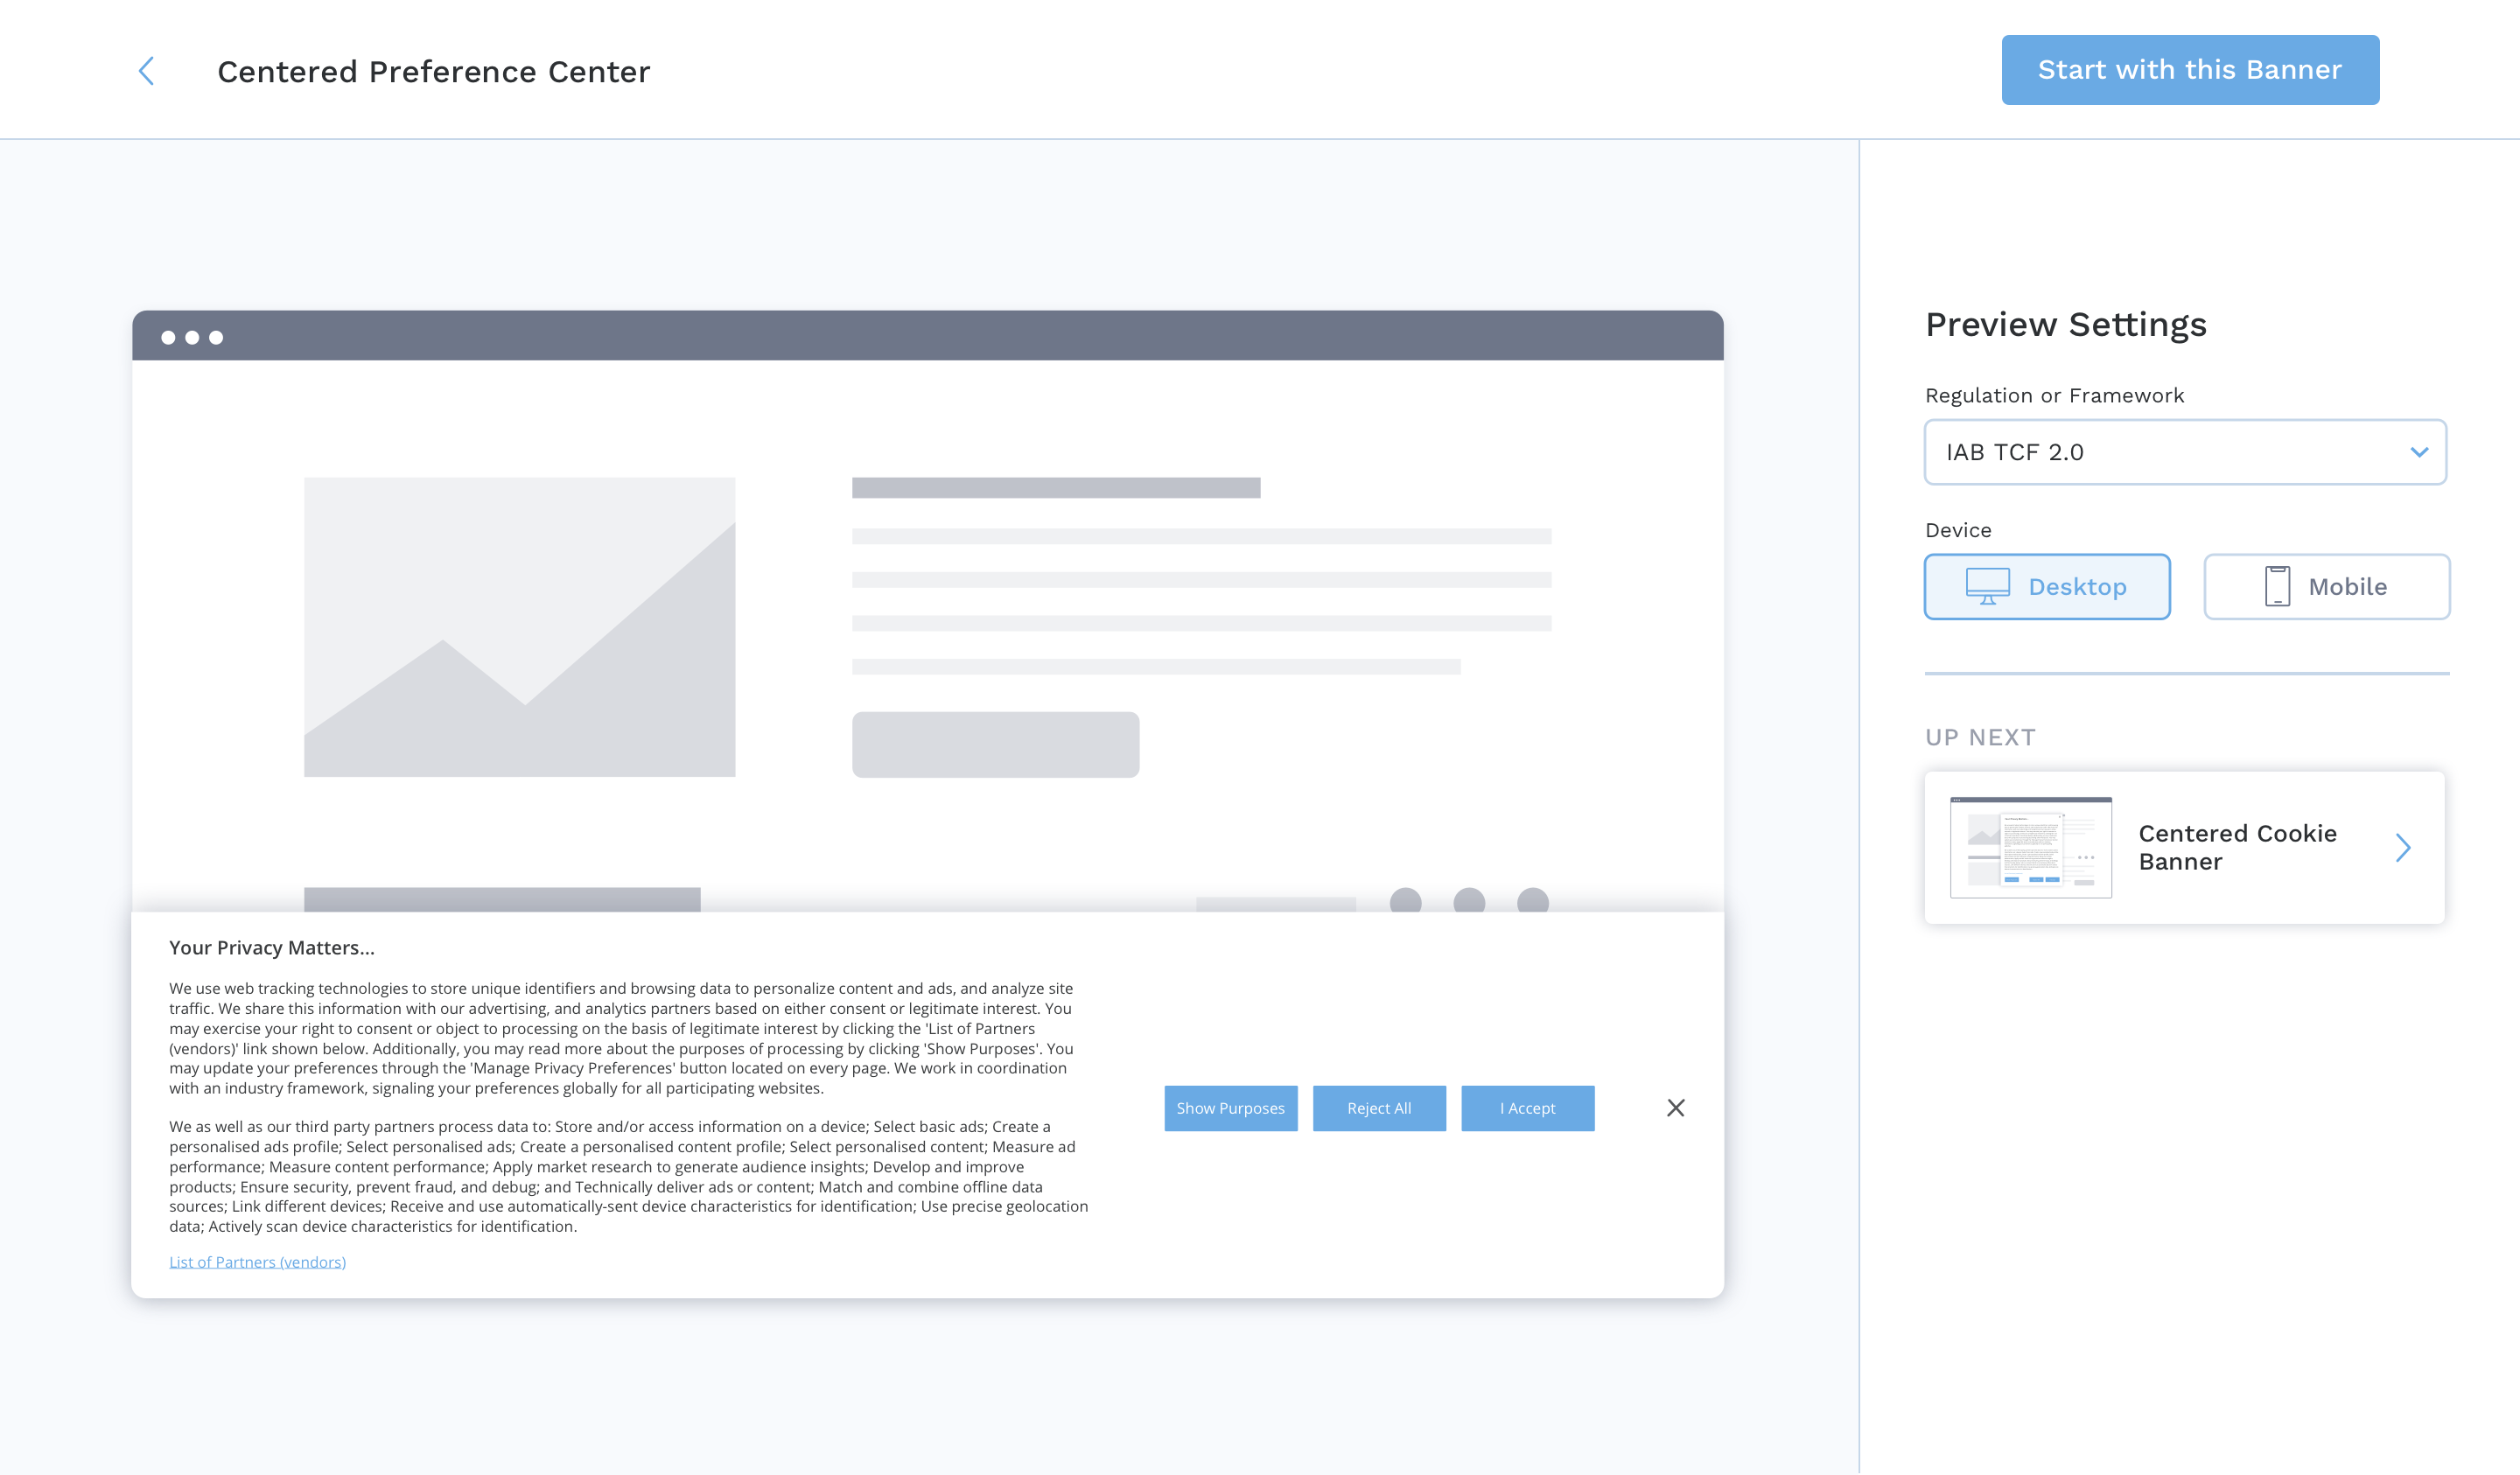 Centered Preference Center
Start with this Banner
Preview Settings
Regulation or Framework
IAB TCF 2.0
Device
Desktop
Mobile
UP NEXT
Centered Cookie
Banner
Your Privacy Matters...
We use web tracking technologies to store unique identifiers and browsing data to personalize content and ads, and analyze site
traffic. We share this information with our advertising, and analytics partners based on either consent or legitimate interest. You
may exercise your right to consent or object to processing on the basis of legitimate interest by clicking the 'List of Partners
(vendors)' link shown below. Additionally, you may read more about the purposes of processing by clicking 'Show Purposes'. You
may update your preferences through the 'Manage Privacy Preferences' button located on every page. We work in coordination
with an industry framework, signaling your preferences globally for all participating websites.
We as well as our third party partners process data to: Store and/or access information on a device; Select basic ads; Create a
personalised ads profile; Select personalised ads; Create a personalised content profile; Select personalised content; Measure ad
performance; Measure content performance; Apply market research to generate audience insights; Develop and improve
products; Ensure security, prevent fraud, and debug; and Technically deliver ads or content; Match and combine offline data
sources; Link different devices; Receive and use automatically-sent device characteristics for identification; Use precise geolocation
data; Actively scan device characteristics for identification.
List of Partners (vendors)
Show Purposes
Reject All
I Accept